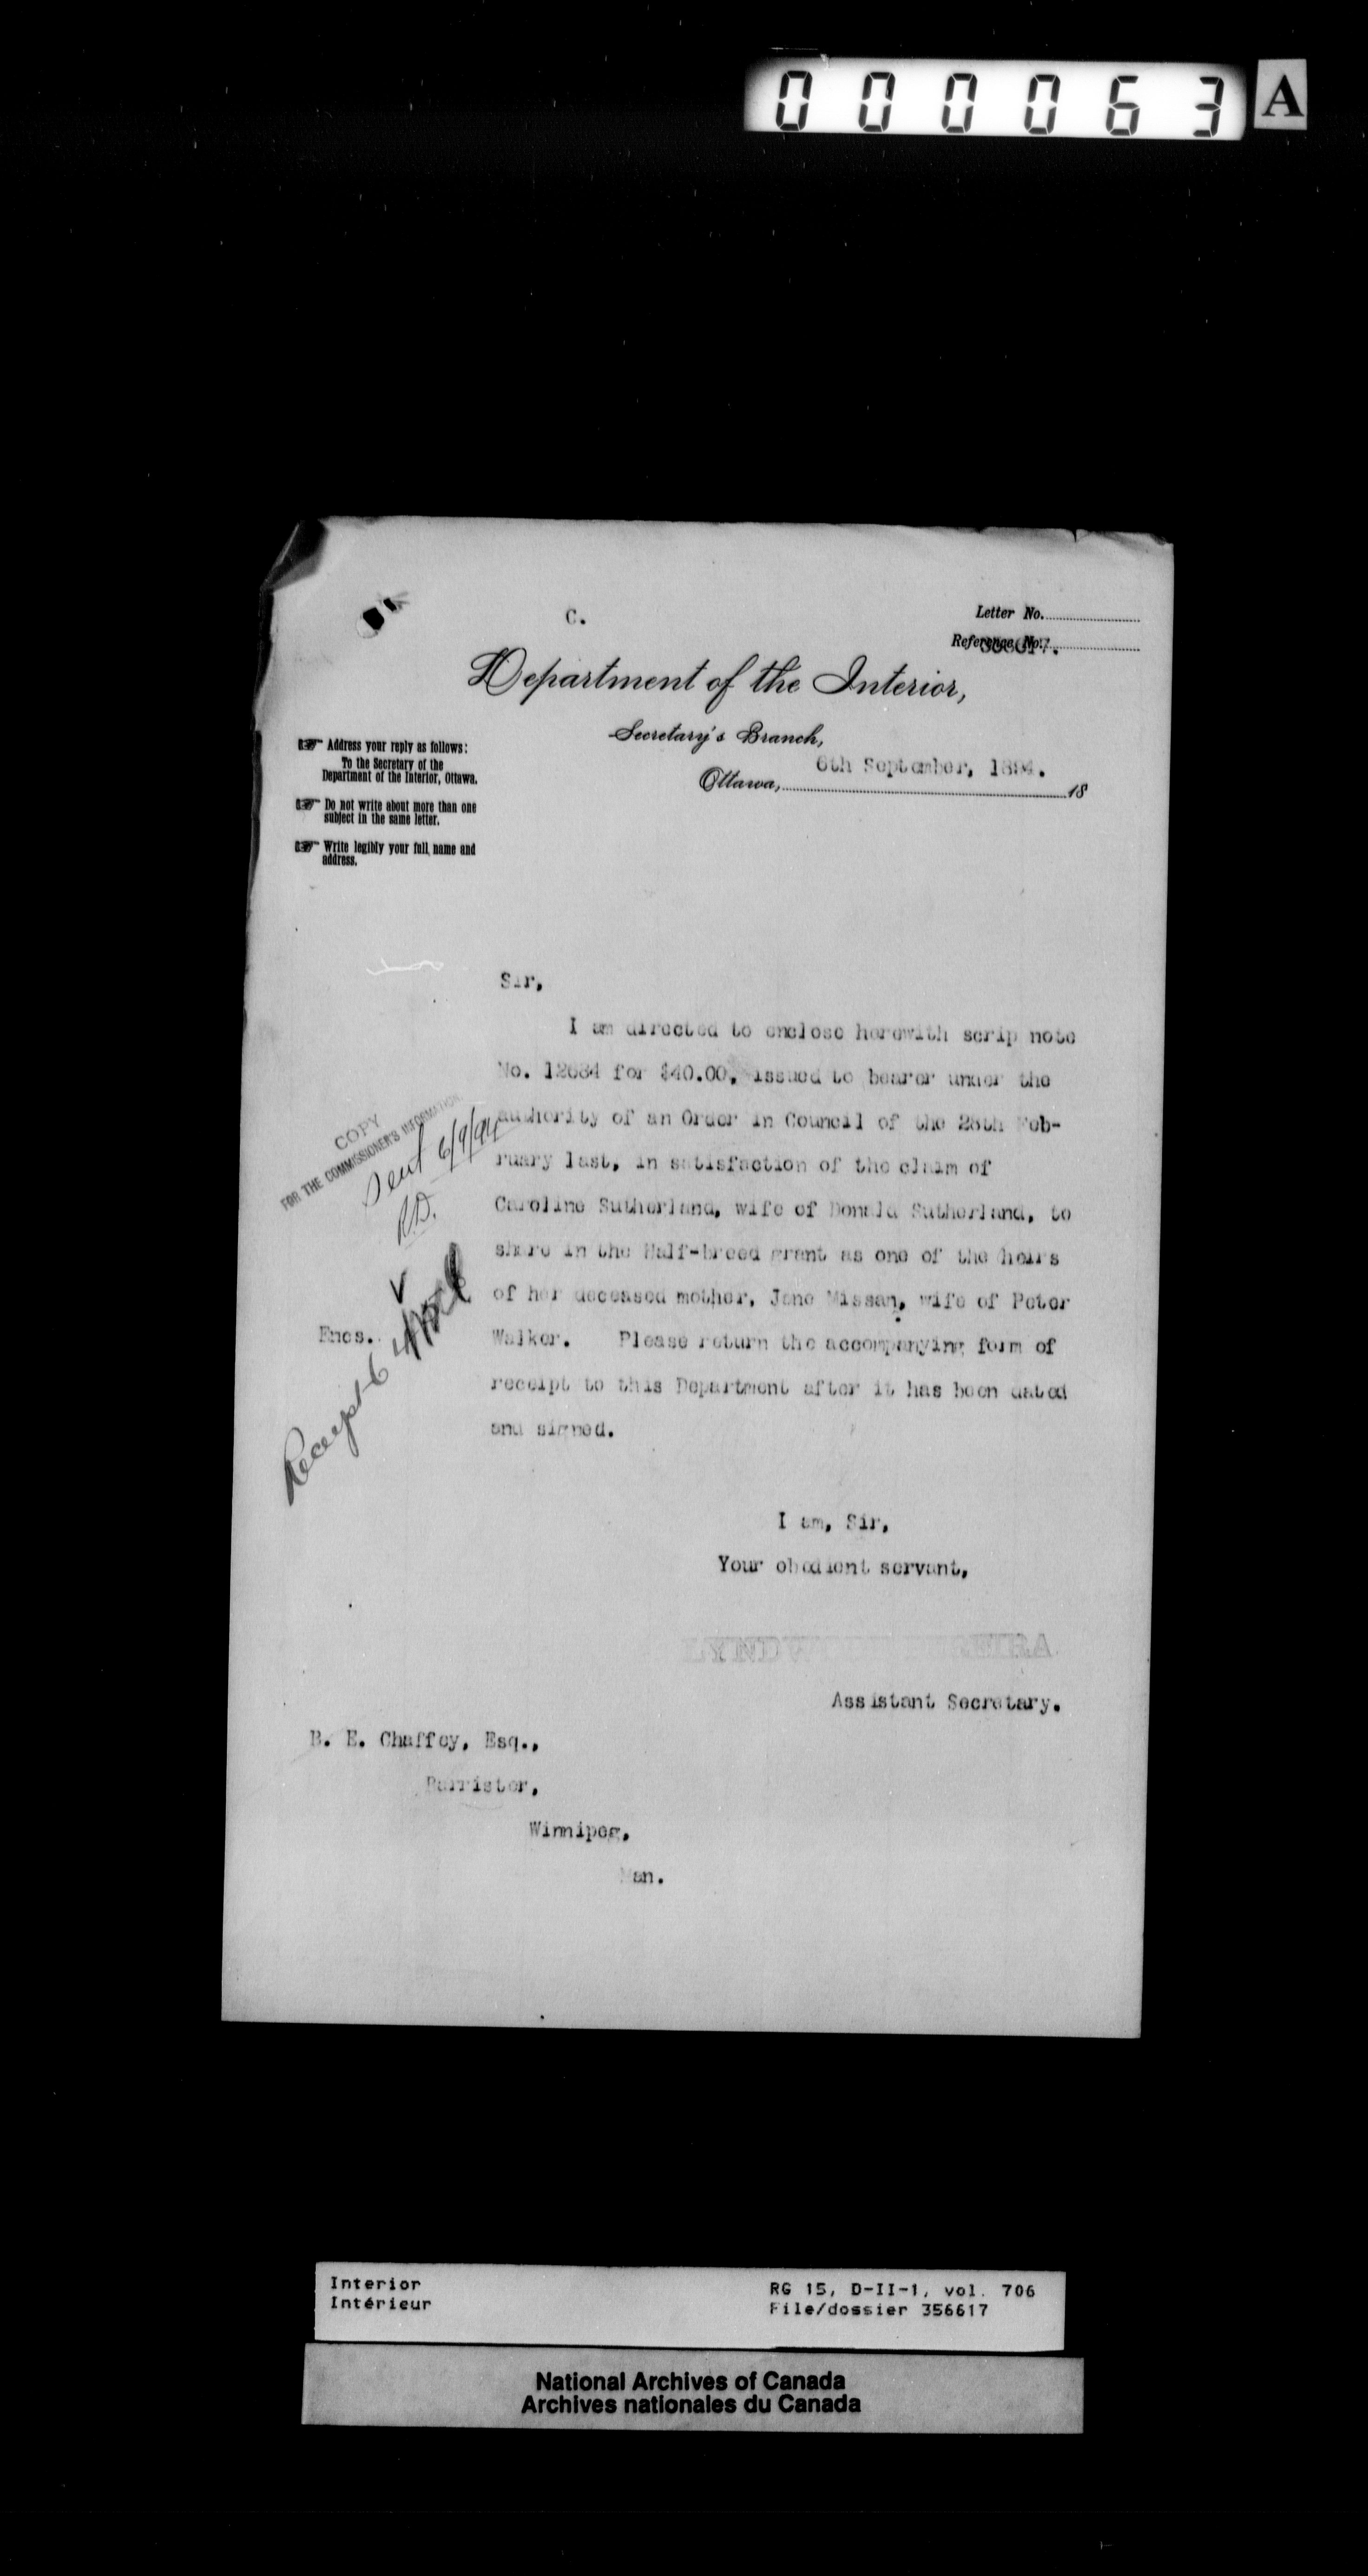 000063 A
C.
Letter No.
Reference No. 356617.
Department of the Interior,
Secretary's Branch,
Ottawa, 6th September, 1894. 18
Address your reply as follows:
To the Secretary of the
Department of the Interior, Ottawa.
Do not write about more than one
subject in the same letter.
Write legibly your full name and
address.
Sir,
I am directed to enclose herewith scrip note
No. 12684 for $40.00, issued to bearer under the
authority of an Order in Council of the 28th Feb-
ruary last, in satisfaction of the claim of
Caroline Sutherland, wife of Donald Sutherland, to
share in the Half-breed grant as one of the heirs
of her deceased mother, Jane Missan, wife of Peter
Walker. Please return the accompanying form of
receipt to this Department after it has been dated
and signed.
COPY
FOR THE COMMISSIONER'S INFORMATION.
Sent 6/9/94
R.D.
Encs.
Receipt
I am, Sir,
Your obedient servant,
Assistant Secretary.
B. E. Chaffey, Esq.,
Barrister,
Winnipeg,
Man.
Interior
Intérieur
RG 15, D-II-1, vol. 706
File/dossier 356617
National Archives of Canada
Archives nationales du Canada